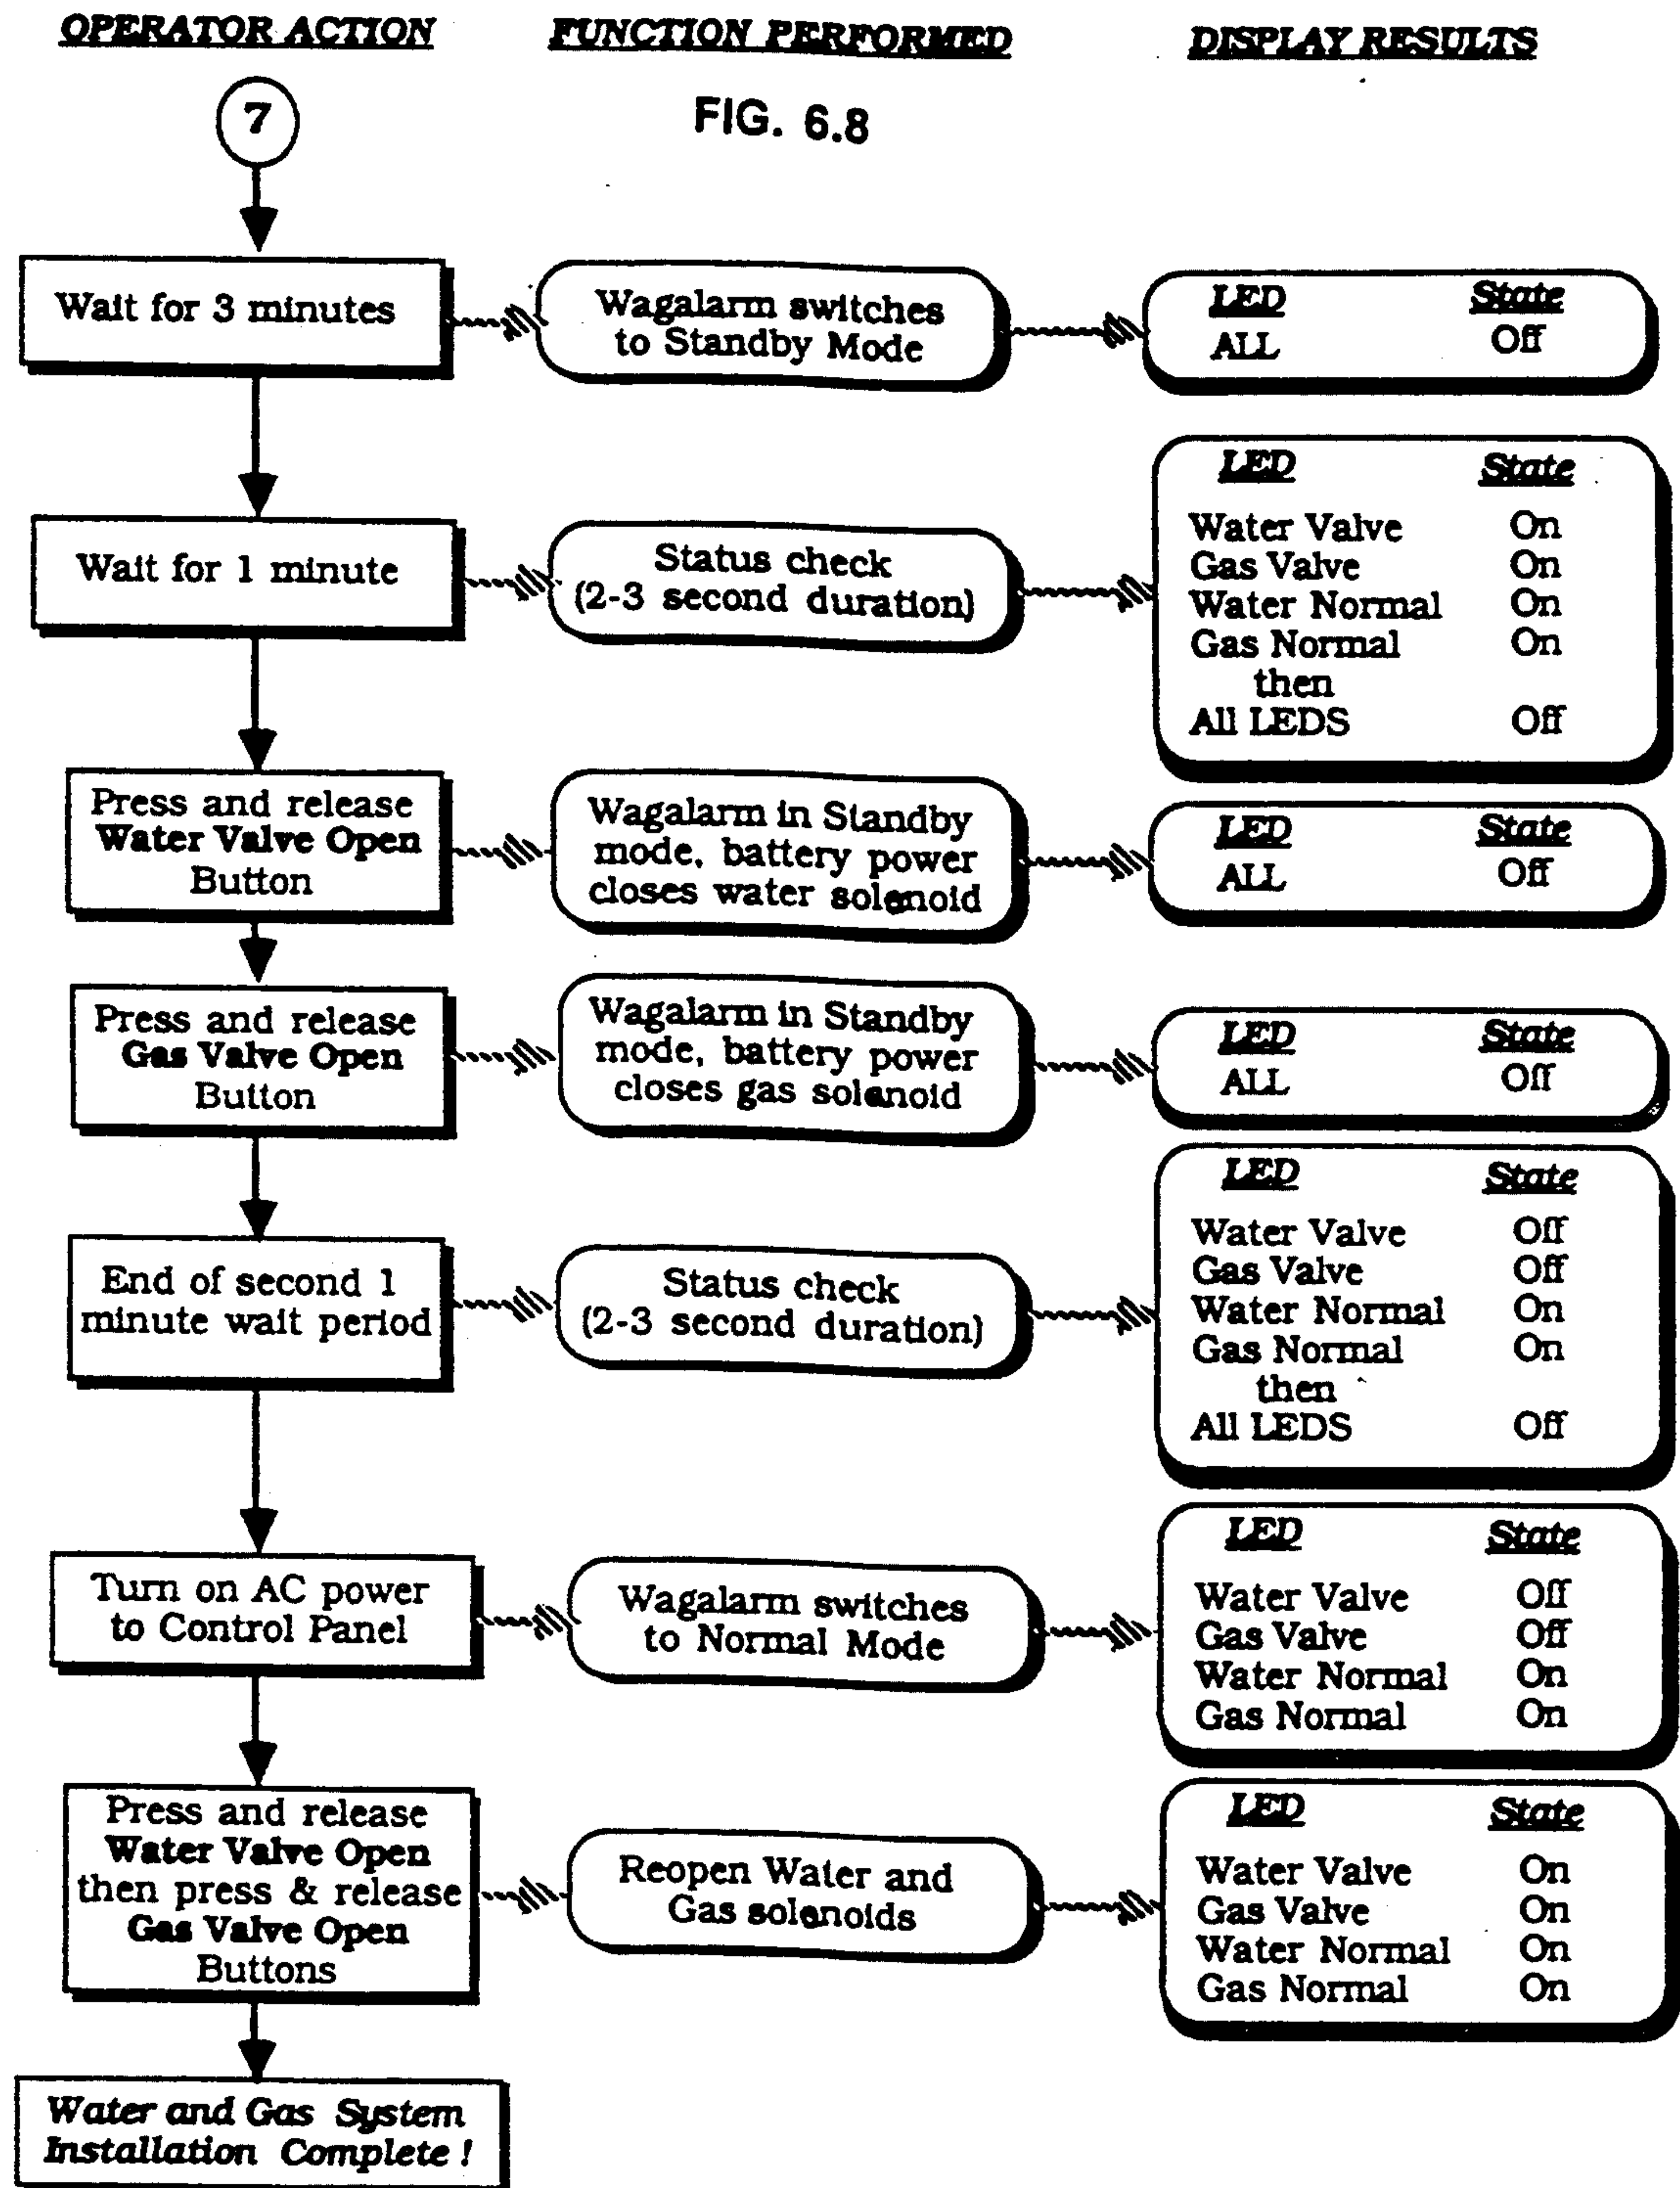 OPERATOR ACTION FUNCTION PERFORMED DISPLAY RESULTS
7
FIG. 6.8
Wait for 3 minutes
Wagalarm switches
to Standby Mode
LED State
ALL Off
Wait for 1 minute
Status check
(2-3 second duration)
LED State
Water Valve On
Gas Valve On
Water Normal On
Gas Normal On
then
All LEDS Off
Press and release
Water Valve Open
Button
Wagalarm in Standby
mode, battery power
closes water solenoid
LED State
ALL Off
Press and release
Gas Valve Open
Button
Wagalarm in Standby
mode, battery power
closes gas solenoid
LED State
ALL Off
End of second 1
minute wait period
Status check
(2-3 second duration)
LED State
Water Valve Off
Gas Valve Off
Water Normal On
Gas Normal On
then
All LEDS Off
Turn on AC power
to Control Panel
Wagalarm switches
to Normal Mode
LED State
Water Valve Off
Gas Valve Off
Water Normal On
Gas Normal On
Press and release
Water Valve Open
then press & release
Gas Valve Open
Buttons
Reopen Water and
Gas solenoids
LED State
Water Valve On
Gas Valve On
Water Normal On
Gas Normal On
Water and Gas System
Installation Complete !